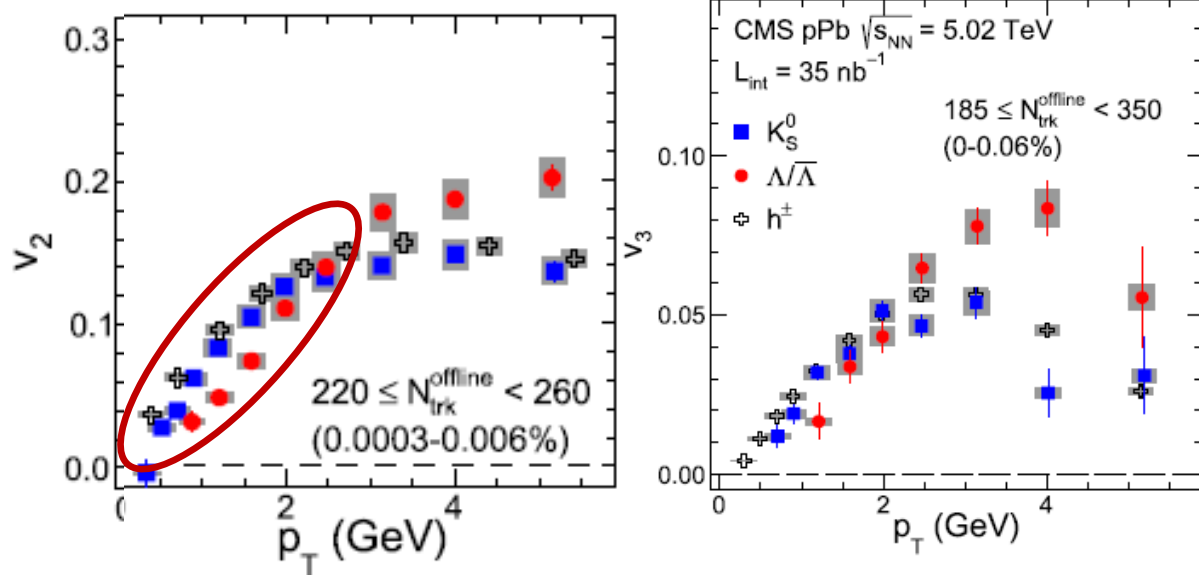 0.3
0.2
0.1
0.0
v₂
220 ≤ N_trk^offline < 260
(0.0003-0.006%)
2
4
p_T (GeV)
CMS pPb √s_NN = 5.02 TeV
L_int = 35 nb⁻¹
185 ≤ N_trk^offline < 350
(0-0.06%)
K_S^0
Λ/Λ̅
h^±
0.10
0.05
0.00
v₃
0
2
4
p_T (GeV)